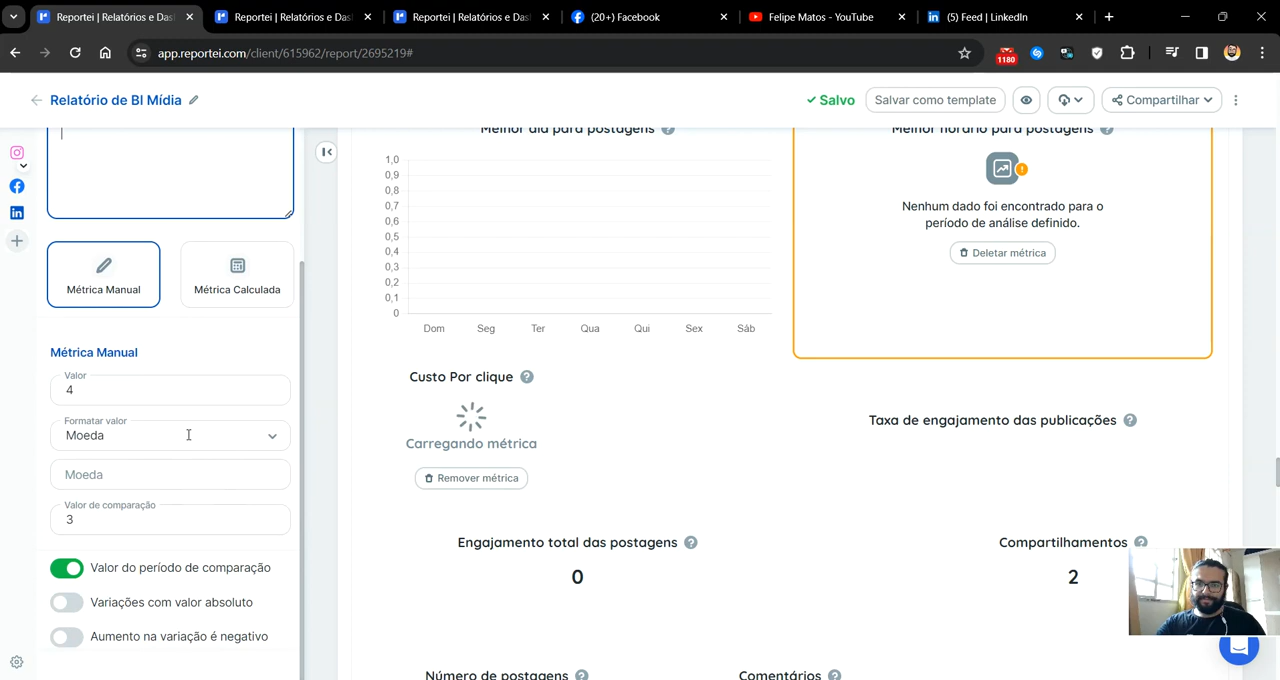 Reportei | Relatórios e Das
Reportei | Relatórios e Das
Reportei | Relatórios e Das
(20+) Facebook
Felipe Matos - YouTube
(5) Feed | LinkedIn
app.reportei.com/client/615962/report/2695219#
1180
Relatório de BI Mídia
Salvo
Salvar como template
Compartilhar
Melhor dia para postagens
Melhor horário para postagens
1,0
0,9
0,8
0,7
0,6
0,5
0,4
0,3
0,2
0,1
0
Dom Seg Ter Qua Qui Sex Sáb
Nenhum dado foi encontrado para o
período de análise definido.
Deletar métrica
Métrica Manual
Métrica Calculada
Métrica Manual
Valor
4
Formatar valor
Moeda
Moeda
Valor de comparação
3
Valor do período de comparação
Variações com valor absoluto
Aumento na variação é negativo
Custo Por clique
Carregando métrica
Remover métrica
Taxa de engajamento das publicações
Engajamento total das postagens
0
Compartilhamentos
2
Número de postagens
Comentários